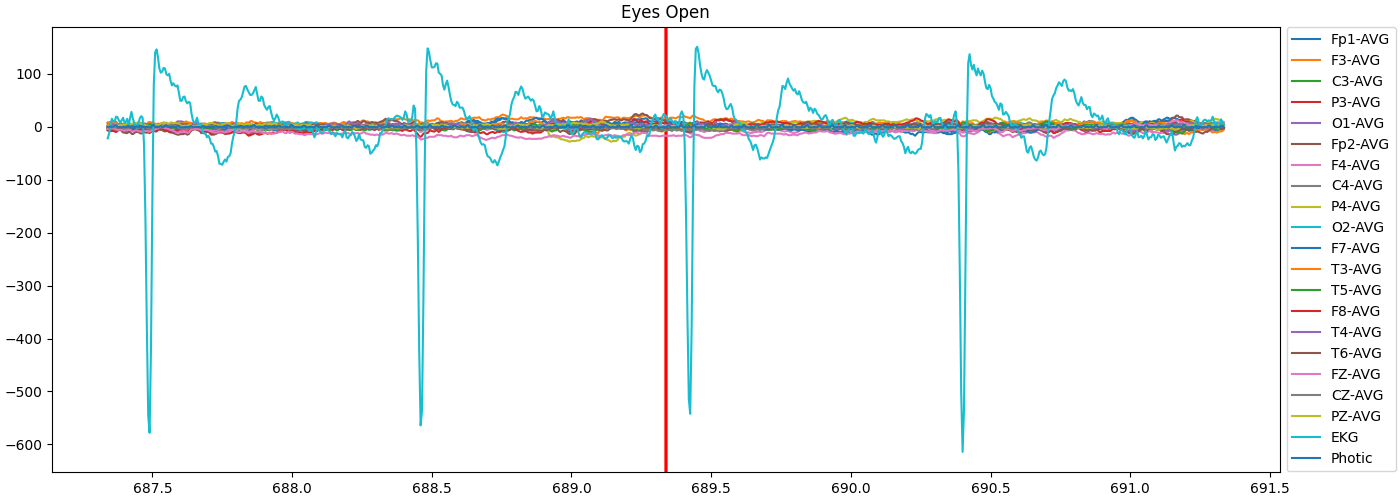 Eyes Open
100
0
−100
−200
−300
−400
−500
−600
687.5 688.0 688.5 689.0 689.5 690.0 690.5 691.0 691.5
Fp1-AVG
F3-AVG
C3-AVG
P3-AVG
O1-AVG
Fp2-AVG
F4-AVG
C4-AVG
P4-AVG
O2-AVG
F7-AVG
T3-AVG
T5-AVG
F8-AVG
T4-AVG
T6-AVG
FZ-AVG
CZ-AVG
PZ-AVG
EKG
Photic